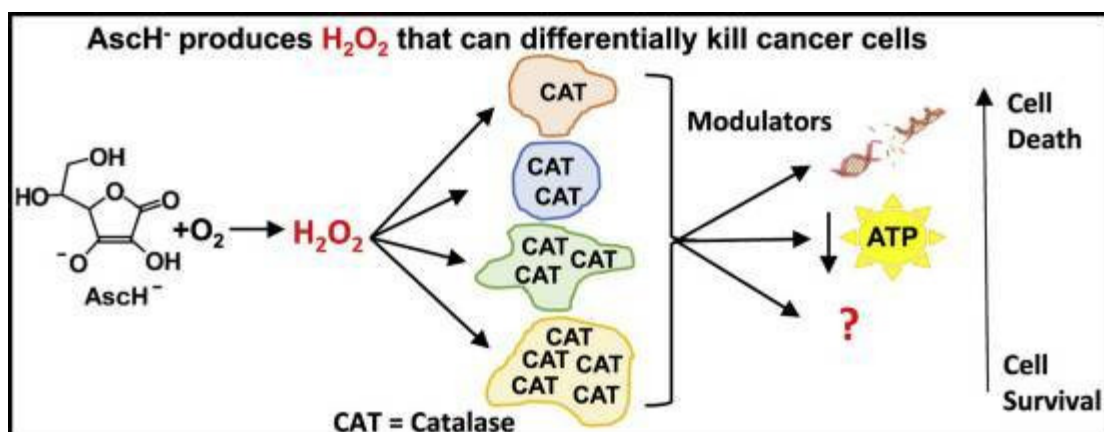 AscH⁻ produces H₂O₂ that can differentially kill cancer cells
OH
HO
O
O
⁻O
OH
AscH⁻
+O₂
H₂O₂
CAT
CAT
CAT
CAT
CAT
CAT
CAT
CAT
CAT
CAT
CAT
CAT = Catalase
Modulators
ATP
?
Cell
Death
Cell
Survival